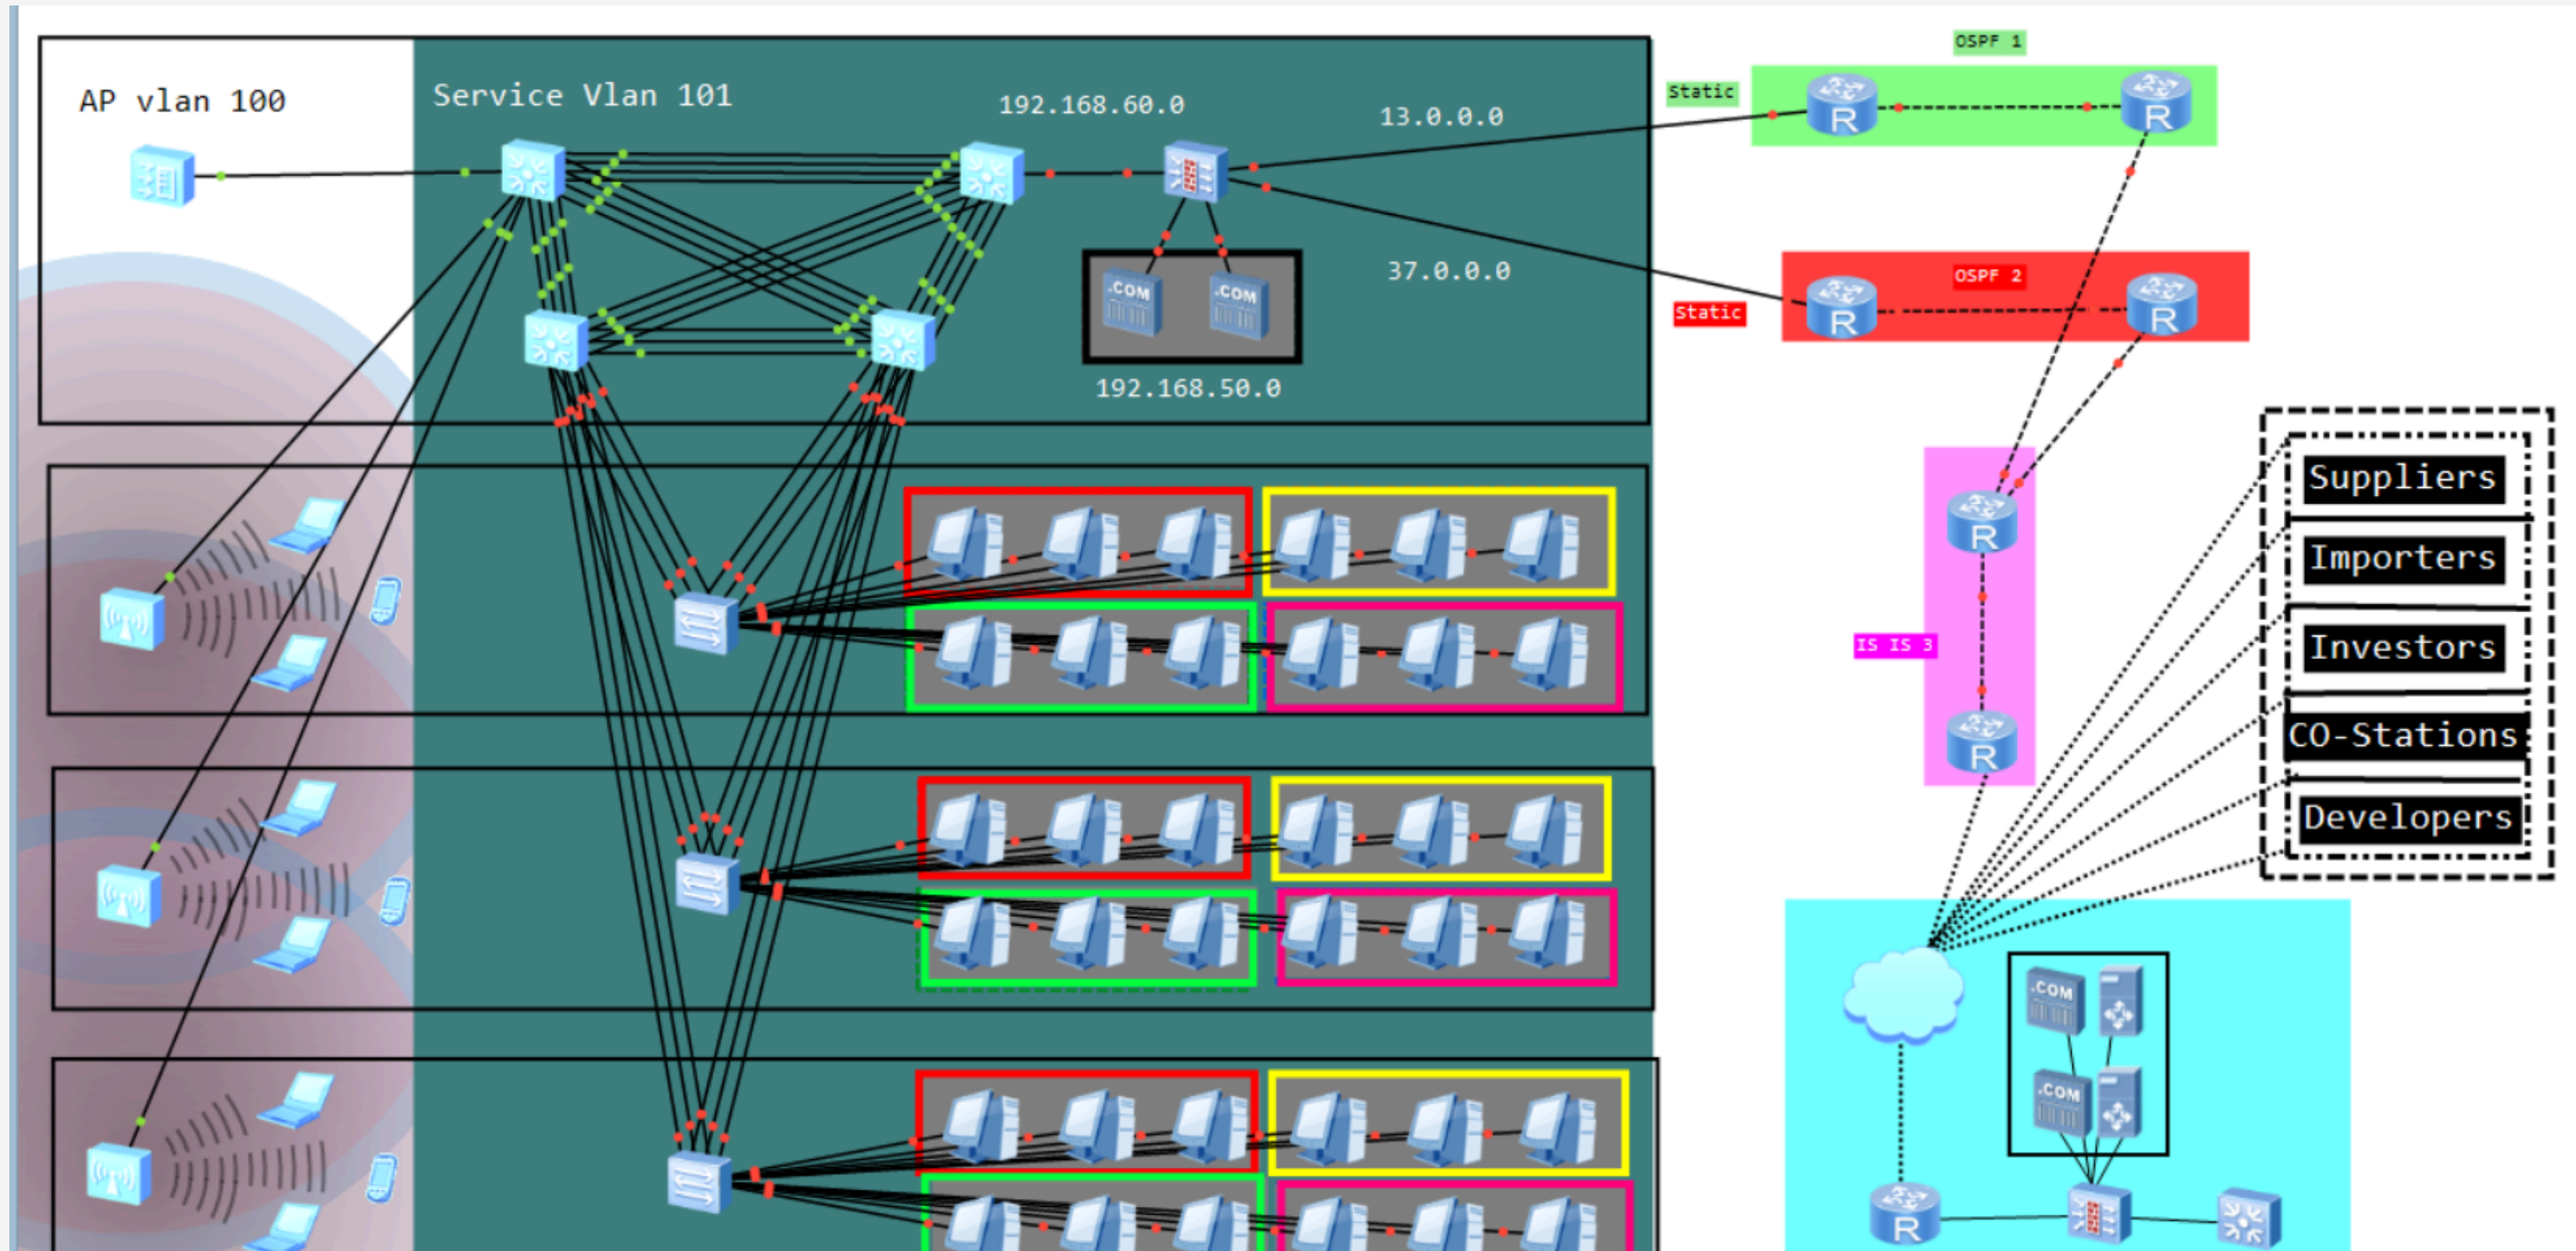 OSPF 1
AP vlan 100
Service Vlan 101
192.168.60.0
13.0.0.0
Static
R
R
OSPF 2
37.0.0.0
.COM
.COM
Static
R
R
192.168.50.0
Suppliers
R
Importers
IS IS 3
Investors
R
CO-Stations
Developers
.COM
.COM
R